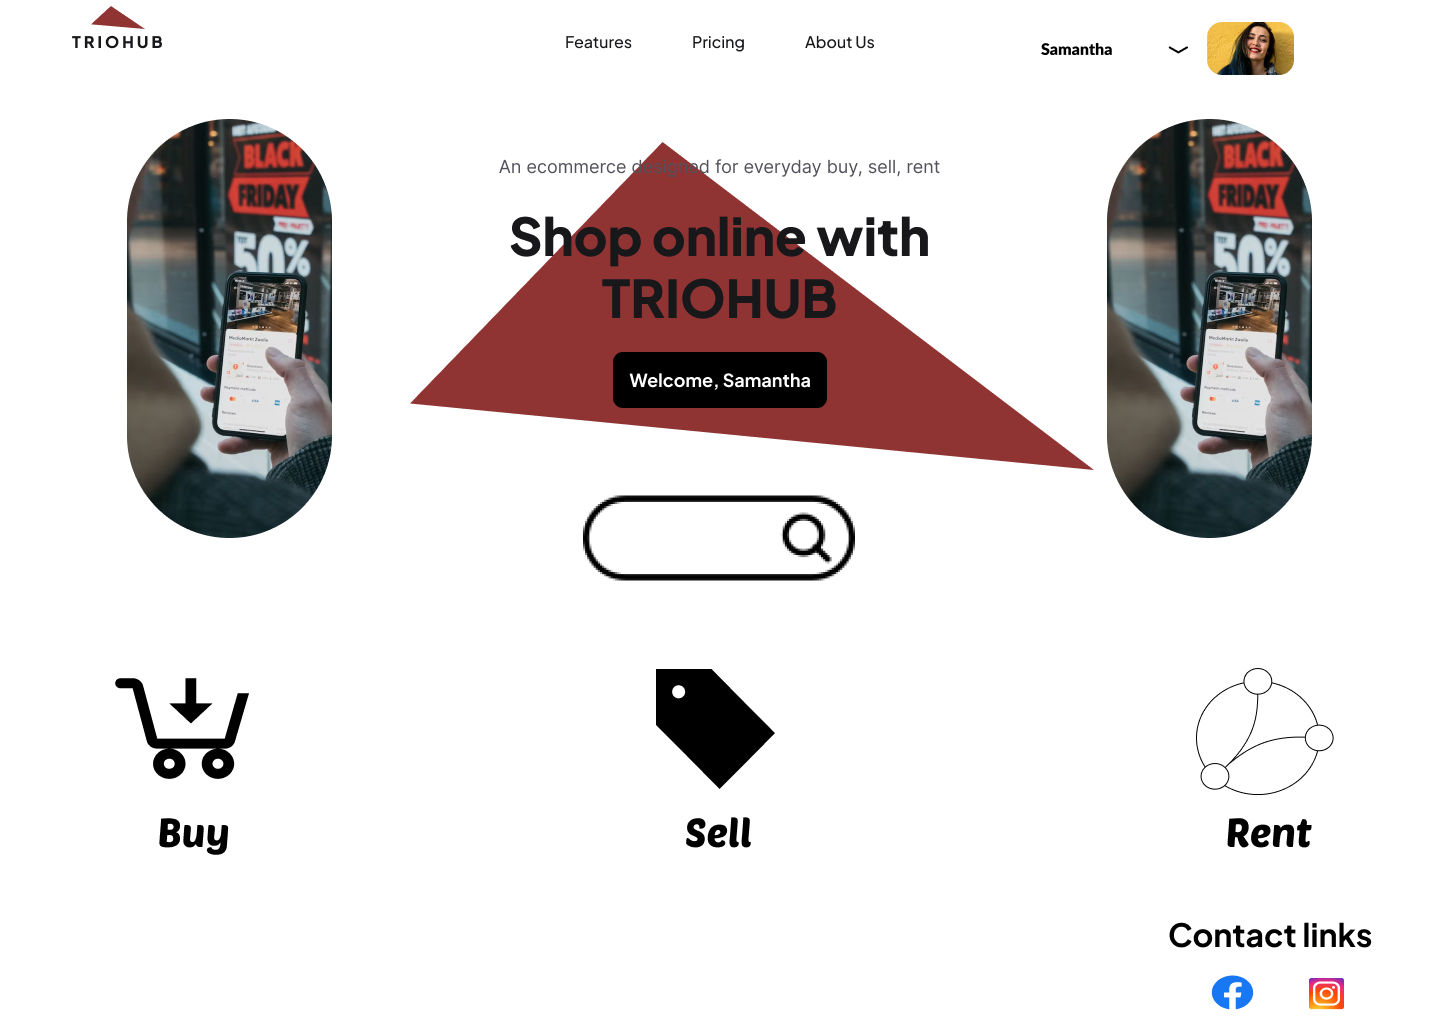 TRIOHUB
Features
Pricing
About Us
Samantha
BLACK
FRIDAY
50%
An ecommerce designed for everyday buy, sell, rent
Shop online with
TRIOHUB
Welcome, Samantha
BLACK
FRIDAY
50%
Buy
Sell
Rent
Contact links